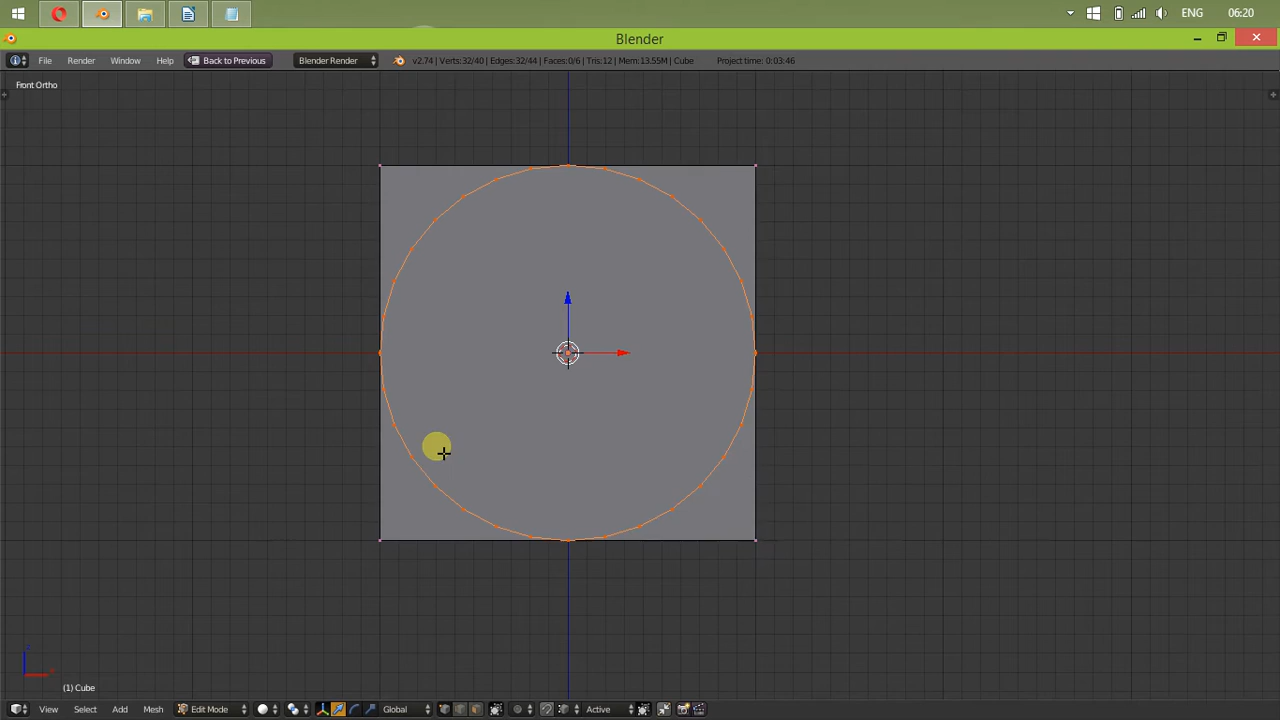 ENG 06:20
Blender
File Render Window Help Back to Previous Blender Render v2.74 | Verts:32/40 | Edges:32/44 | Faces:0/6 | Tris:12 | Mem:13.55M | Cube Project time: 0:03:46
Front Ortho
(1) Cube
View Select Add Mesh Edit Mode Global Active